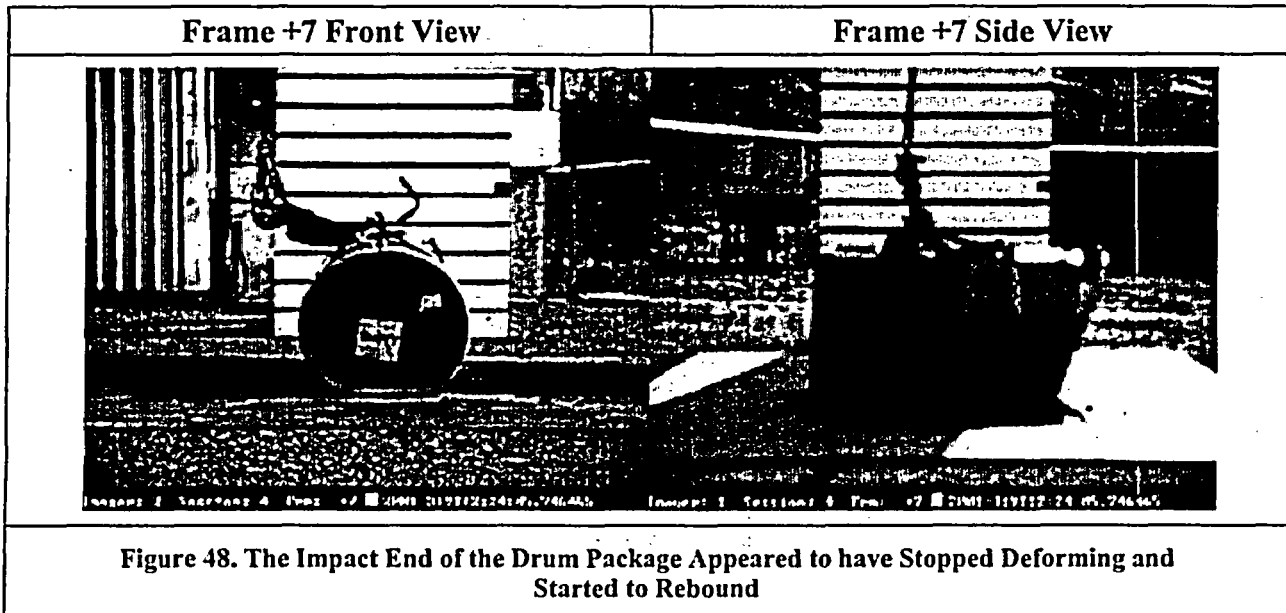 Frame +7 Front View
Frame +7 Side View
Figure 48. The Impact End of the Drum Package Appeared to have Stopped Deforming and
Started to Rebound